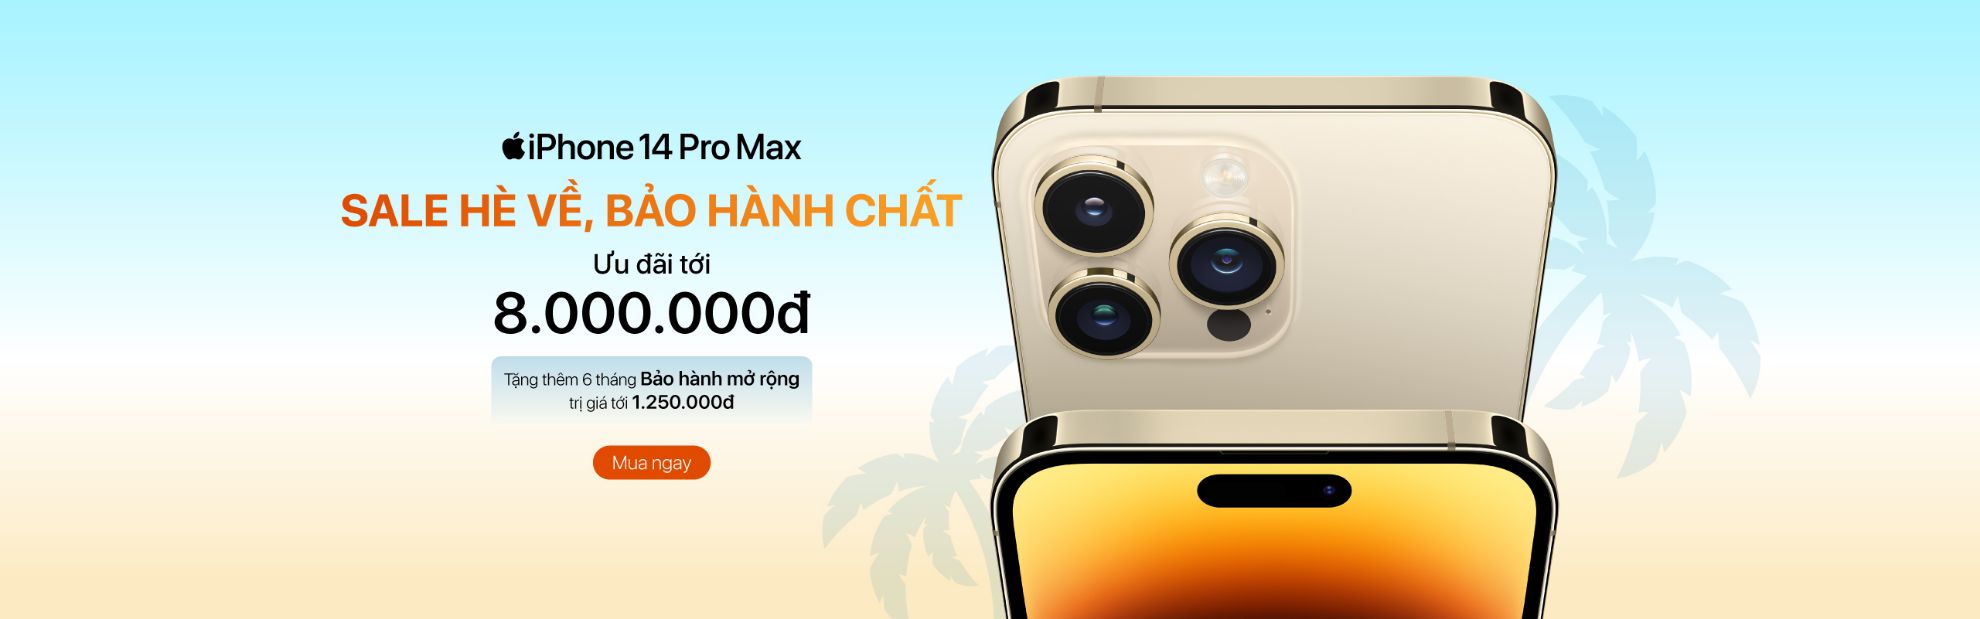 iPhone 14 Pro Max
SALE HÈ VỀ, BẢO HÀNH CHẤT
Ưu đãi tới
8.000.000đ
Tặng thêm 6 tháng Bảo hành mở rộng
trị giá tới 1.250.000đ
Mua ngay